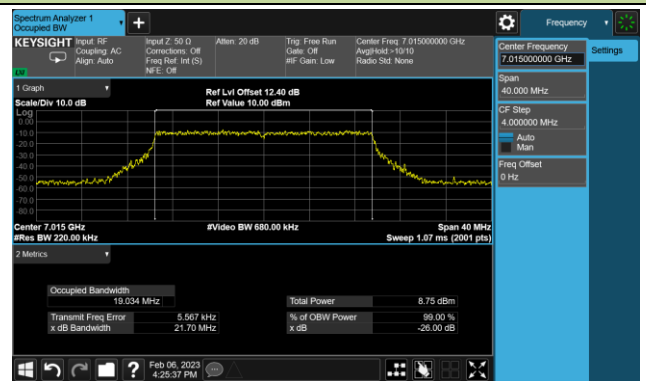 Spectrum Analyzer 1
Occupied BW
+
Frequency
KEYSIGHT
Input: RF
Coupling: AC
Align: Auto
Input Z: 50 Ω
Corrections: Off
Freq Ref: Int (S)
NFE: Off
Atten: 20 dB
Trig: Free Run
Gate: Off
#IF Gain: Low
Center Freq: 7.015000000 GHz
Avg|Hold:>10/10
Radio Std: None
Center Frequency
7.015000000 GHz
Settings
Span
40.000 MHz
CF Step
4.000000 MHz
Auto
Man
Freq Offset
0 Hz
1 Graph
Scale/Div 10.0 dB
Ref Lvl Offset 12.40 dB
Ref Value 10.00 dBm
Log
0.00
-10.0
-20.0
-30.0
-40.0
-50.0
-60.0
-70.0
-80.0
Center 7.015 GHz
#Res BW 220.00 kHz
#Video BW 680.00 kHz
Span 40 MHz
Sweep 1.07 ms (2001 pts)
2 Metrics
Occupied Bandwidth
19.034 MHz
Total Power 8.75 dBm
Transmit Freq Error 5.567 kHz
% of OBW Power 99.00 %
x dB Bandwidth 21.70 MHz
x dB -26.00 dB
?
Feb 06, 2023
4:25:37 PM